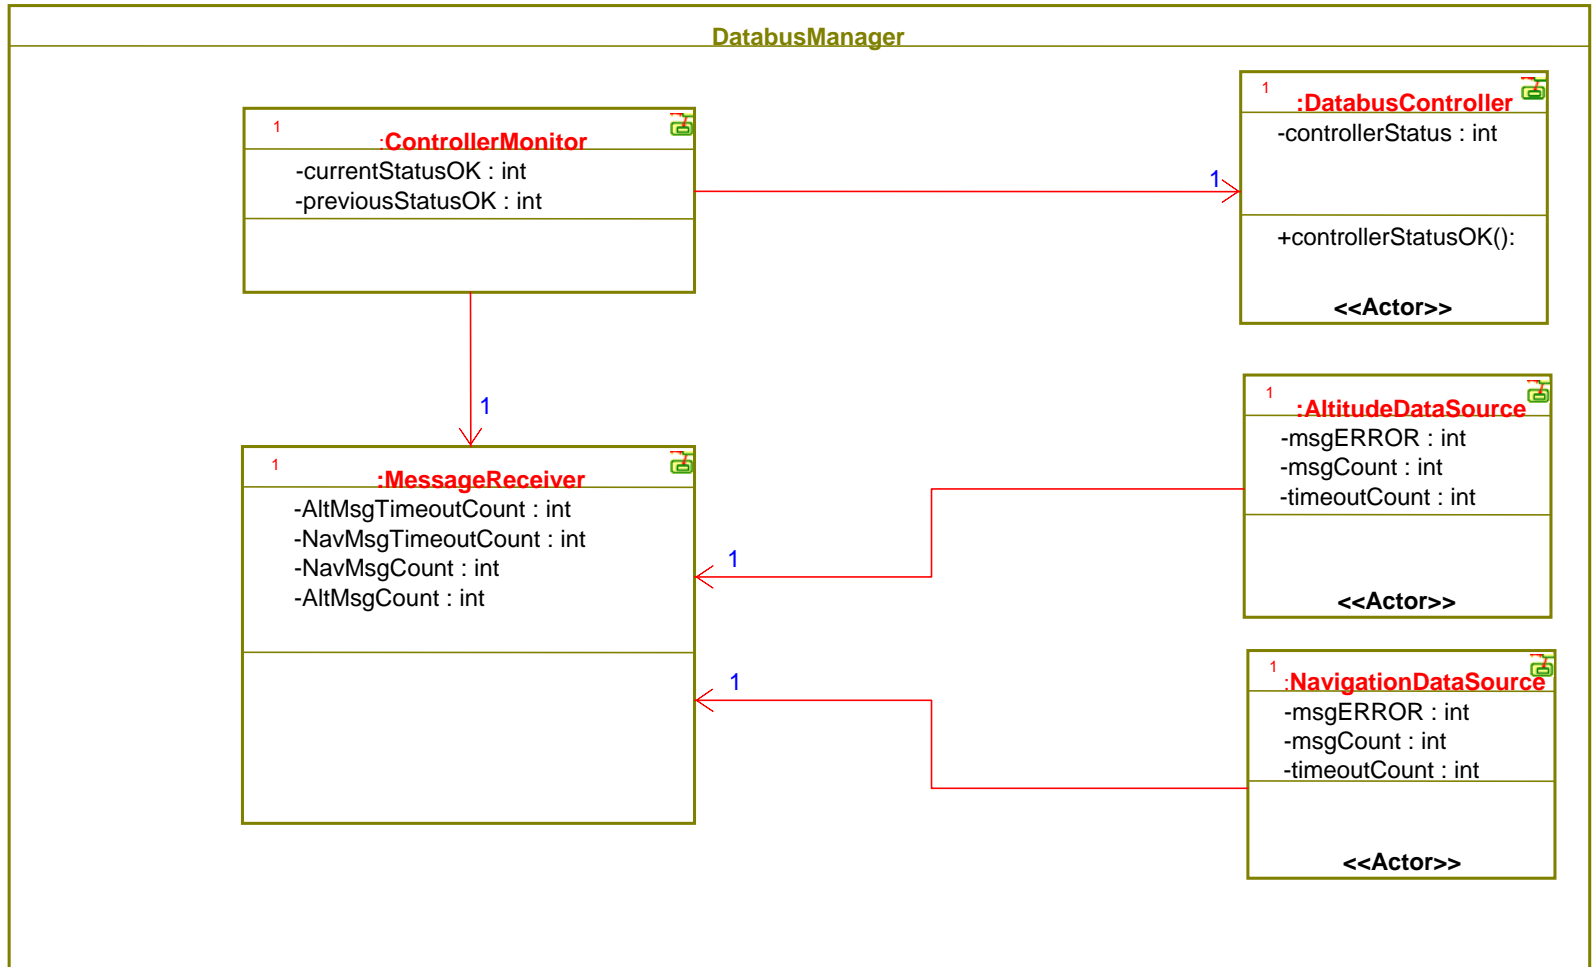 DatabusManager
1
:ControllerMonitor
-currentStatusOK : int
-previousStatusOK : int
1
:DatabusController
-controllerStatus : int
+controllerStatusOK():
<<Actor>>
1
1
1
:MessageReceiver
-AltMsgTimeoutCount : int
-NavMsgTimeoutCount : int
-NavMsgCount : int
-AltMsgCount : int
1
:AltitudeDataSource
-msgERROR : int
-msgCount : int
-timeoutCount : int
<<Actor>>
1
1
1
:NavigationDataSource
-msgERROR : int
-msgCount : int
-timeoutCount : int
<<Actor>>